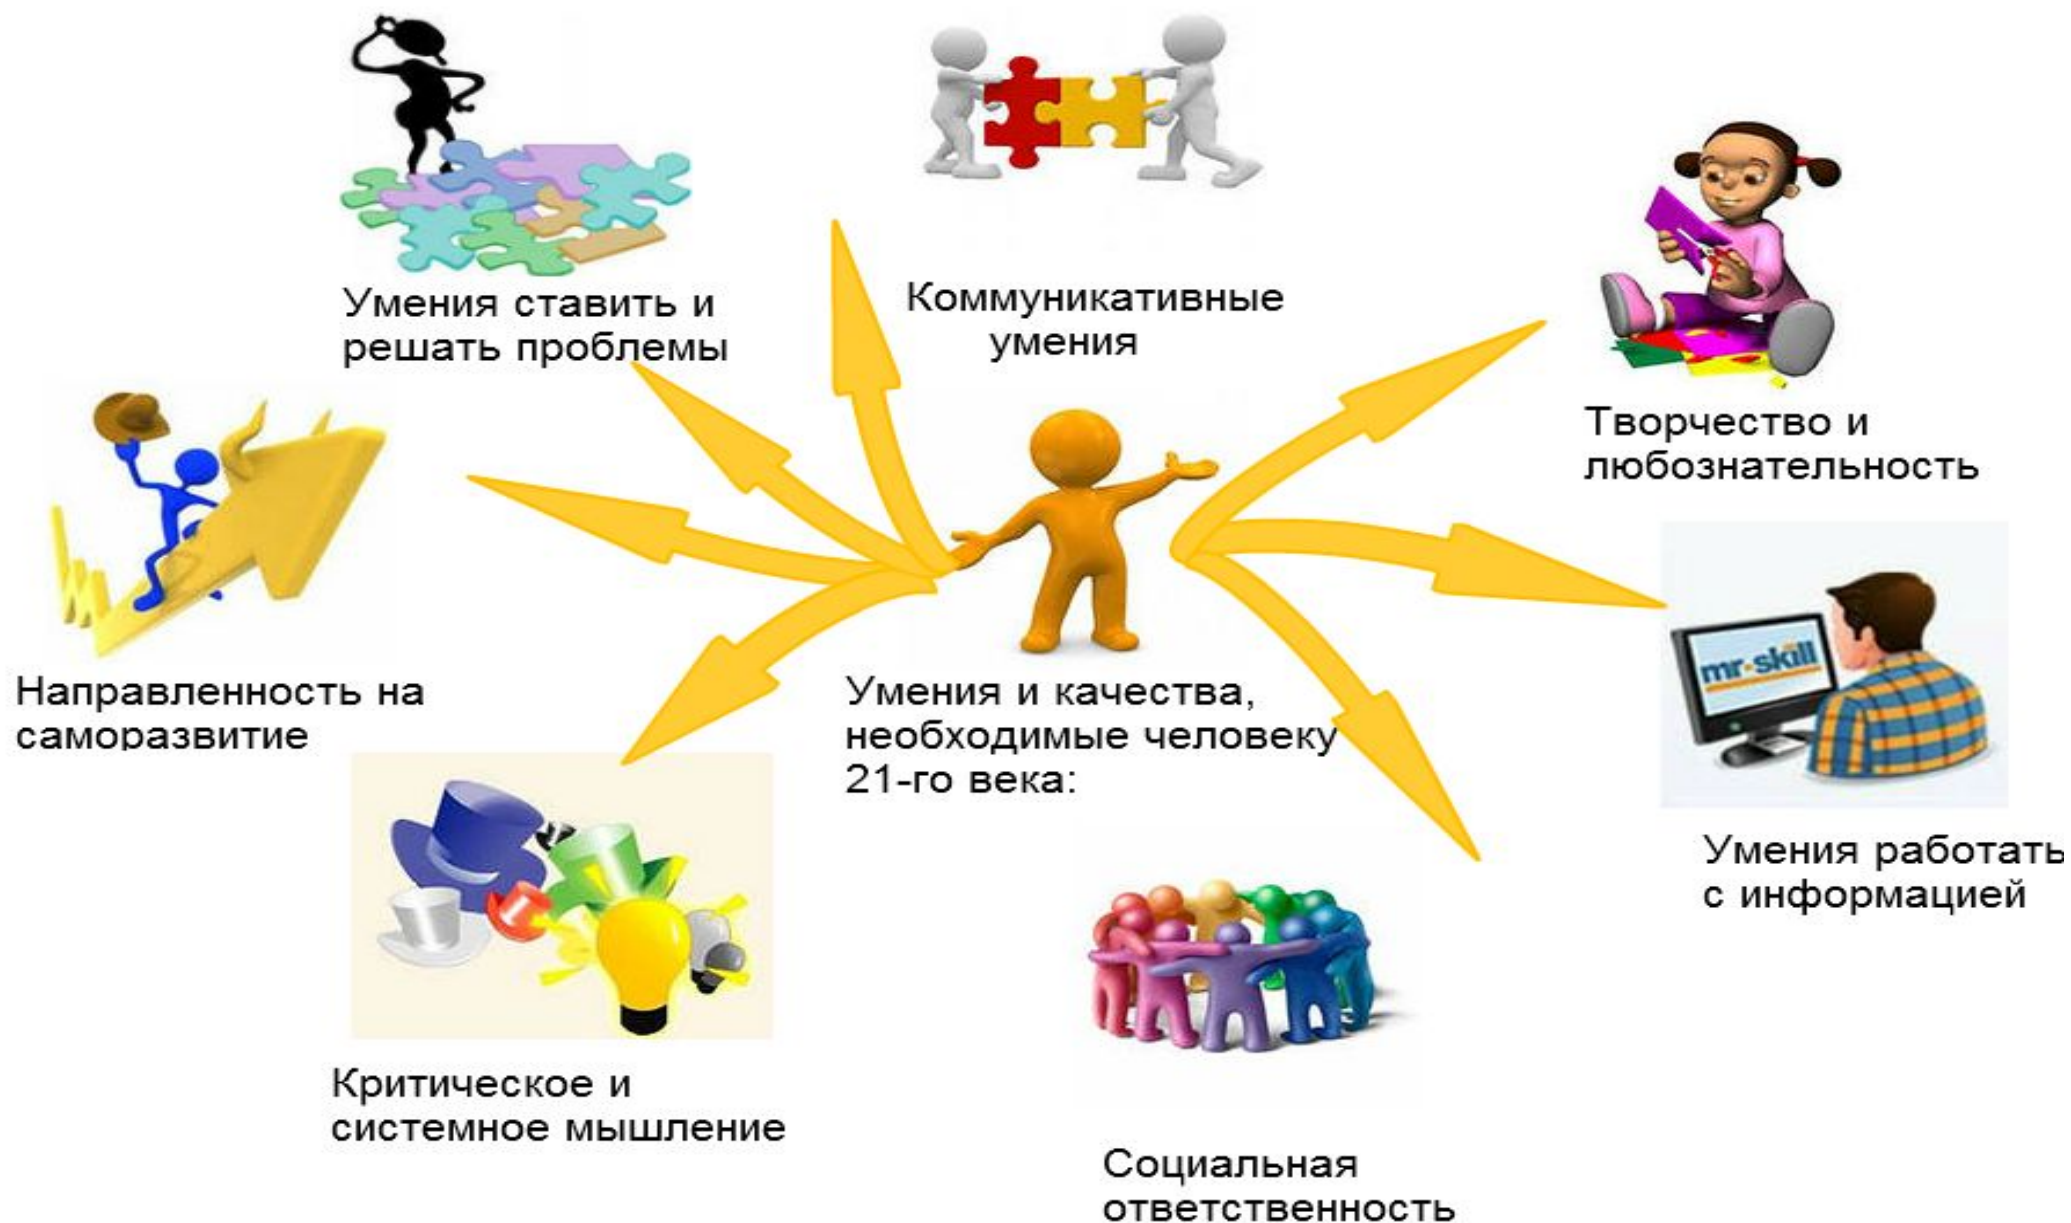 Умения ставить и
решать проблемы
Коммуникативные
умения
Творчество и
любознательность
Направленность на
саморазвитие
Умения и качества,
необходимые человеку
21-го века:
mr-skill
Умения работать
с информацией
Критическое и
системное мышление
Социальная
ответственность